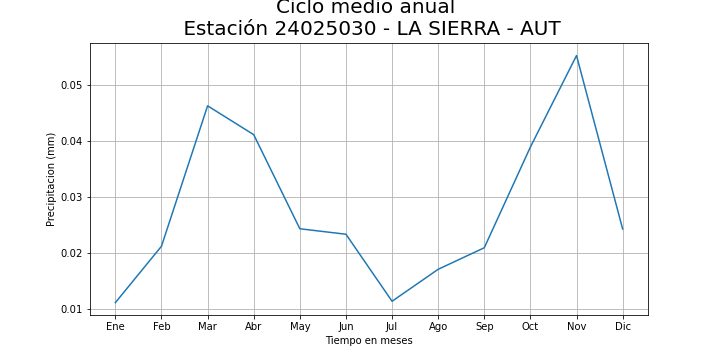 Ciclo medio anual
Estación 24025030 - LA SIERRA - AUT
0.05
0.04
0.03
0.02
0.01
Precipitacion (mm)
Ene Feb Mar Abr May Jun Jul Ago Sep Oct Nov Dic
Tiempo en meses